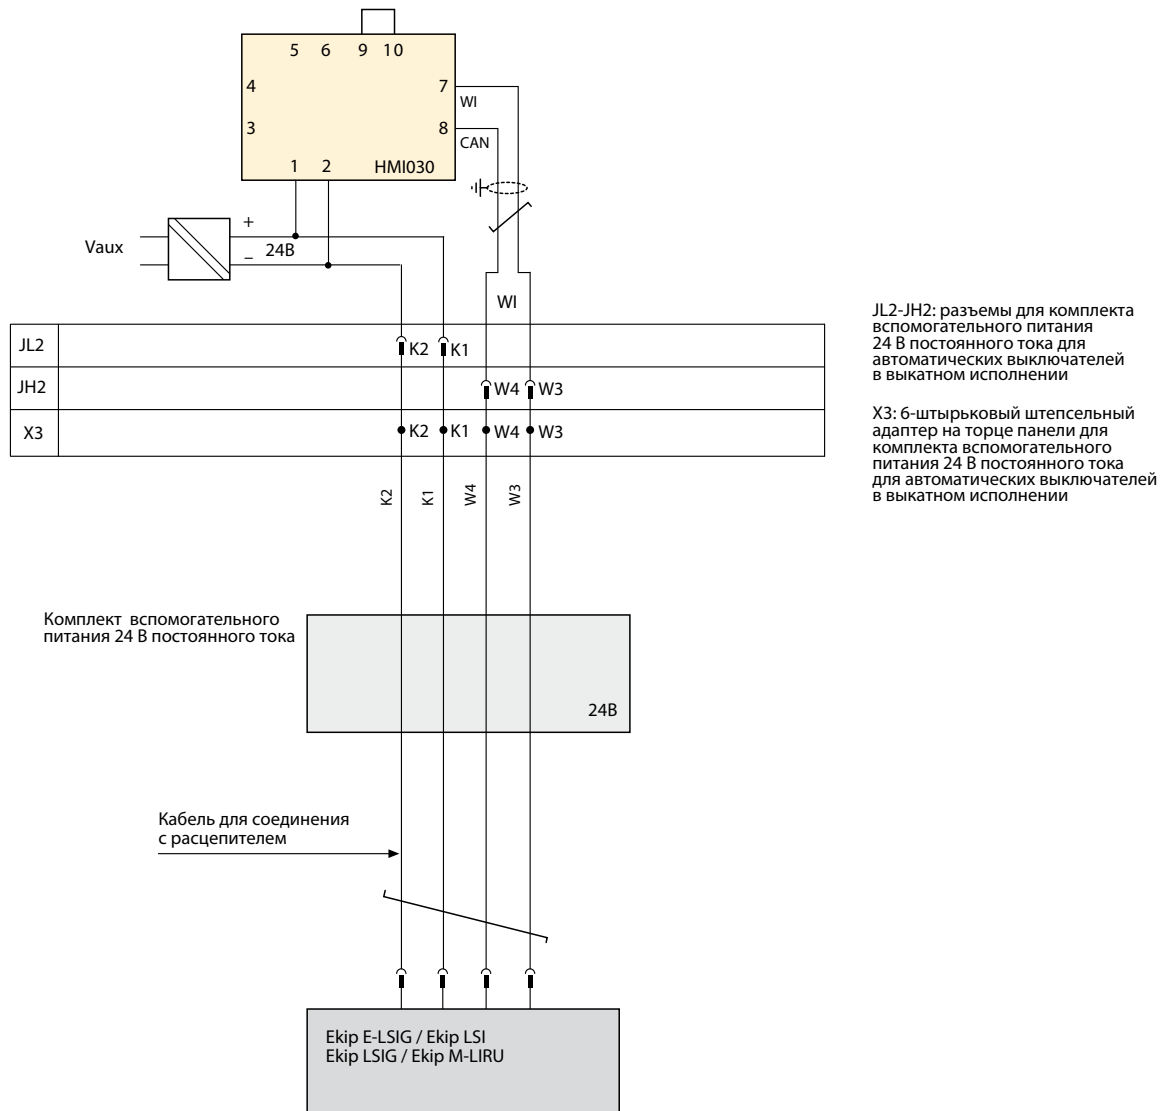 5 6 9 10
4 7
WI
3 8
CAN
1 2 HMI030
+
Vaux 24В
–
WI
JL2 K2 K1
JH2 W4 W3
X3 K2 K1 W4 W3
K2 K1 W4 W3
JL2-JH2: разъемы для комплекта
вспомогательного питания
24 В постоянного тока для
автоматических выключателей
в выкатном исполнении
X3: 6-штырьковый штепсельный
адаптер на торце панели для
комплекта вспомогательного
питания 24 В постоянного тока
для автоматических выключателей
в выкатном исполнении
Комплект вспомогательного
питания 24 В постоянного тока
24В
Кабель для соединения
с расцепителем
Ekip E-LSIG / Ekip LSI
Ekip LSIG / Ekip M-LIRU